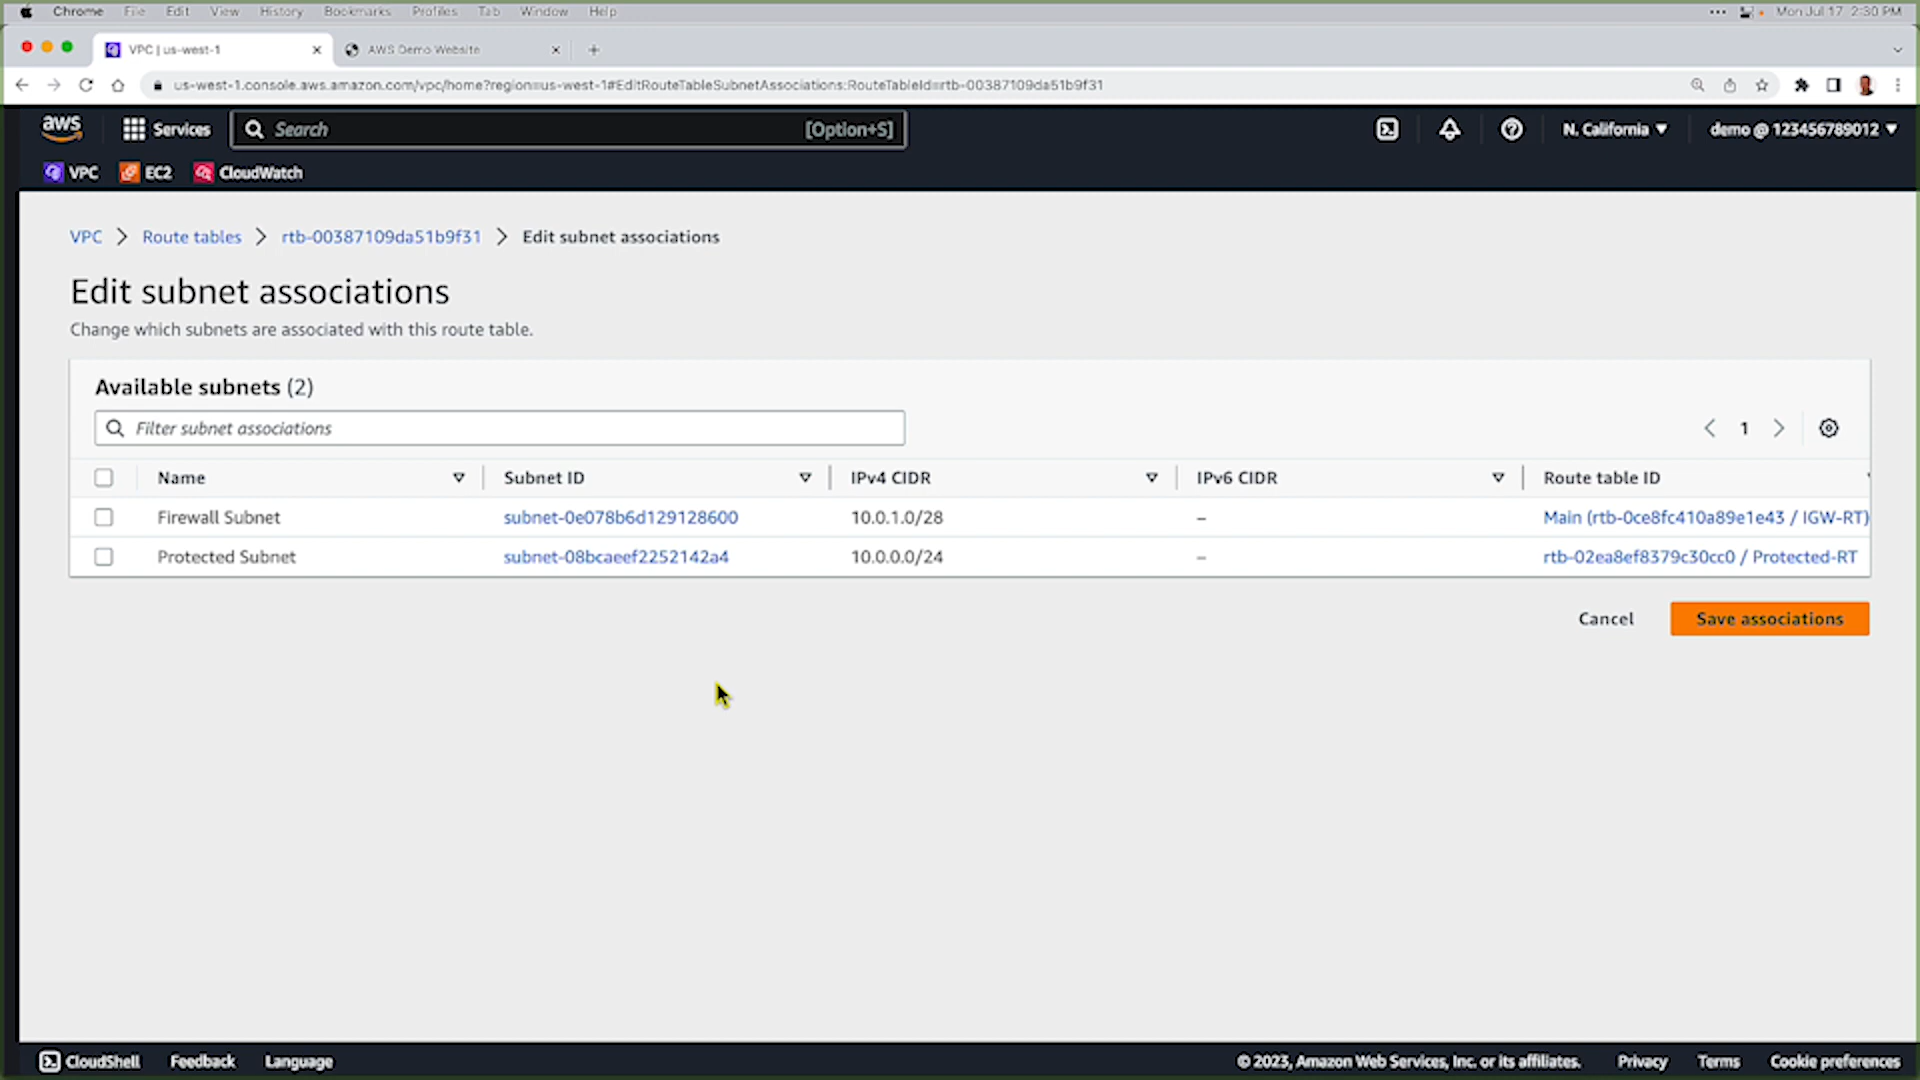 Chrome File Edit View History Bookmarks Profiles Tab Window Help ··· Mon Jul 17 2:30 PM
VPC | us-west-1 AWS Demo Website
us-west-1.console.aws.amazon.com/vpc/home?region=us-west-1#EditRouteTableSubnetAssociations:RouteTableId=rtb-00387109da51b9f31
aws Services Search [Option+S] N. California demo @ 123456789012
VPC EC2 CloudWatch
VPC > Route tables > rtb-00387109da51b9f31 > Edit subnet associations
Edit subnet associations
Change which subnets are associated with this route table.
Available subnets (2)
Filter subnet associations 1
Name Subnet ID IPv4 CIDR IPv6 CIDR Route table ID
Firewall Subnet subnet-0e078b6d129128600 10.0.1.0/28 – Main (rtb-0ce8fc410a89e1e43 / IGW-RT)
Protected Subnet subnet-08bcaeef2252142a4 10.0.0.0/24 – rtb-02ea8ef8379c30cc0 / Protected-RT
Cancel Save associations
CloudShell Feedback Language © 2023, Amazon Web Services, Inc. or its affiliates. Privacy Terms Cookie preferences